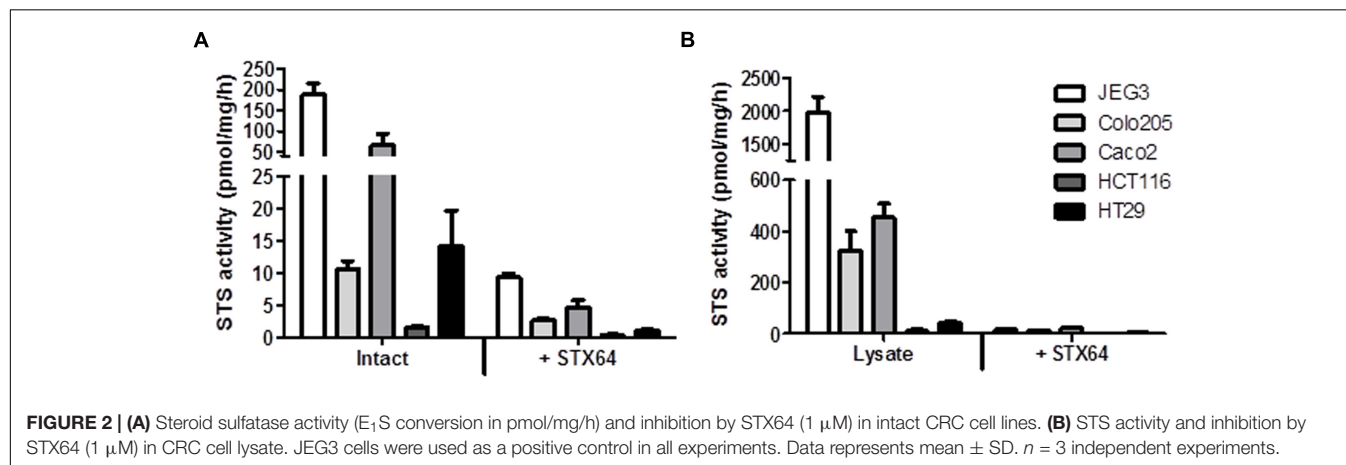 A
B
STS activity (pmol/mg/h)
250
200
150
100
50
25
20
15
10
5
0
Intact
+ STX64
STS activity (pmol/mg/h)
2500
2000
1500
600
400
200
0
Lysate
+ STX64
JEG3
Colo205
Caco2
HCT116
HT29
FIGURE 2 | (A) Steroid sulfatase activity (E₁S conversion in pmol/mg/h) and inhibition by STX64 (1 μM) in intact CRC cell lines. (B) STS activity and inhibition by
STX64 (1 μM) in CRC cell lysate. JEG3 cells were used as a positive control in all experiments. Data represents mean ± SD. n = 3 independent experiments.